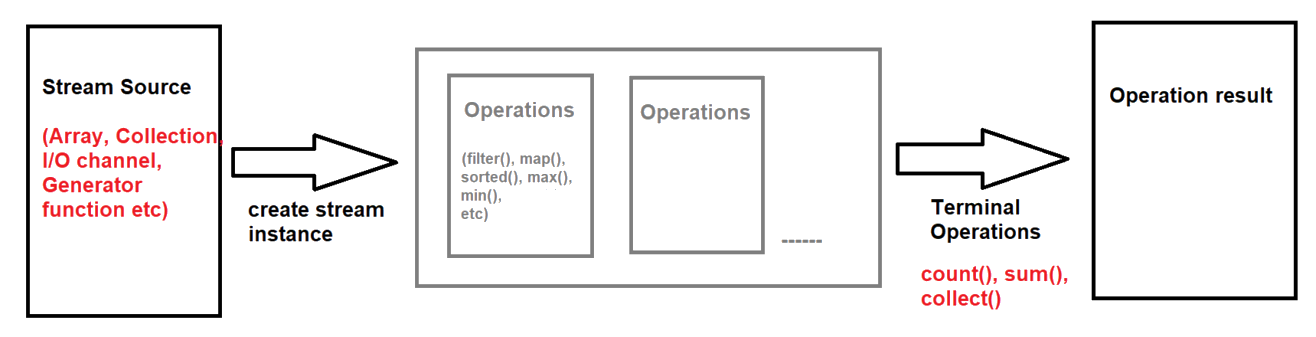 Stream Source
(Array, Collection,
I/O channel,
Generator
function etc)
create stream
instance
Operations
(filter(), map(),
sorted(), max(),
min(),
etc)
Operations
------
Terminal
Operations
count(), sum(),
collect()
Operation result